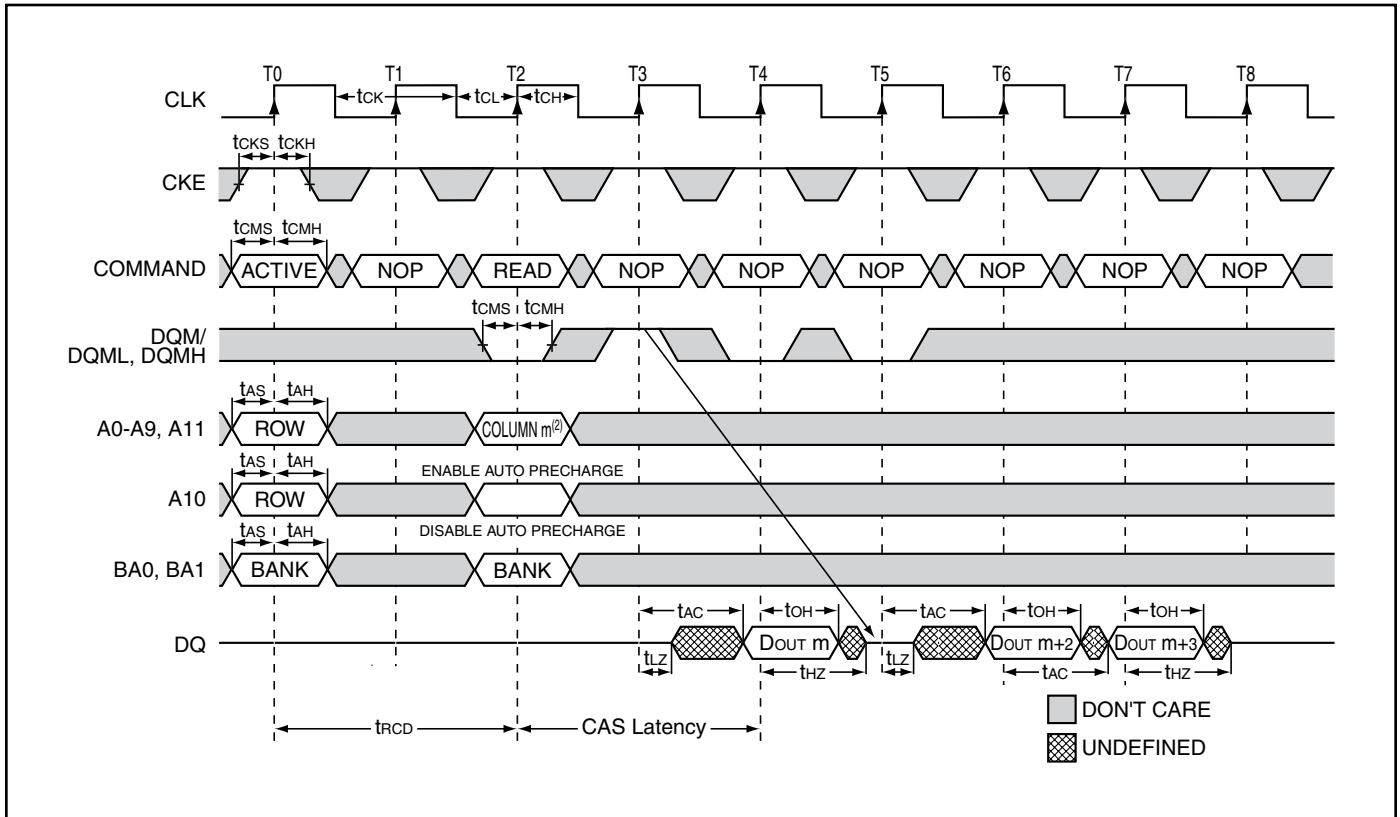 T0 T1 T2 T3 T4 T5 T6 T7 T8
CLK tCK tCL tCH
tCKS tCKH
CKE
tCMS tCMH
COMMAND ACTIVE NOP READ NOP NOP NOP NOP NOP NOP
tCMS tCMH
DQM/
DQML, DQMH
tAS tAH
A0-A9, A11 ROW COLUMN m(2)
tAS tAH ENABLE AUTO PRECHARGE
A10 ROW
tAS tAH DISABLE AUTO PRECHARGE
BA0, BA1 BANK BANK
tAC tOH tAC tOH tOH
DQ DOUT m DOUT m+2 DOUT m+3
tLZ tHZ tLZ tAC tHZ
tRCD CAS Latency
DON'T CARE
UNDEFINED